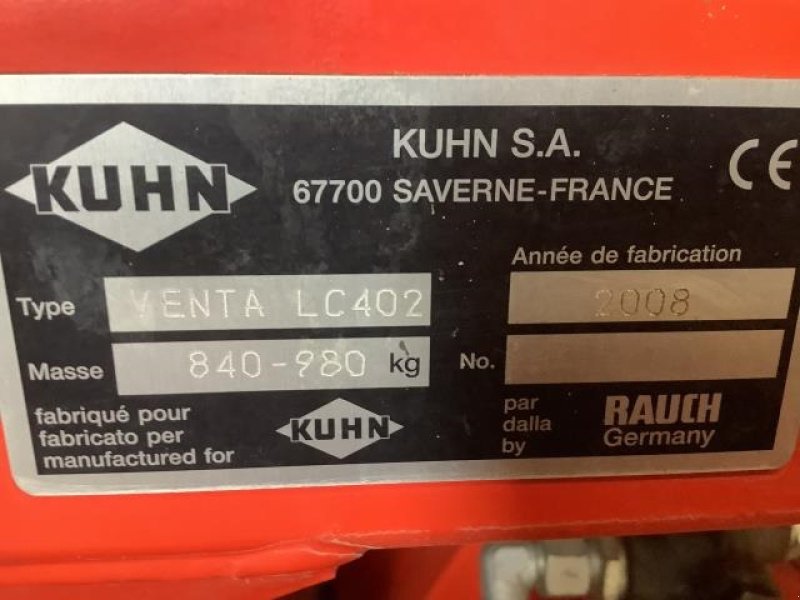 KUHN
KUHN S.A.
67700 SAVERNE-FRANCE
CE
Année de fabrication
Type VENTA LC402
2008
Masse 840-980 kg
No.
fabriqué pour
fabricato per
manufactured for
KUHN
par
dalla
by
RAUCH
Germany